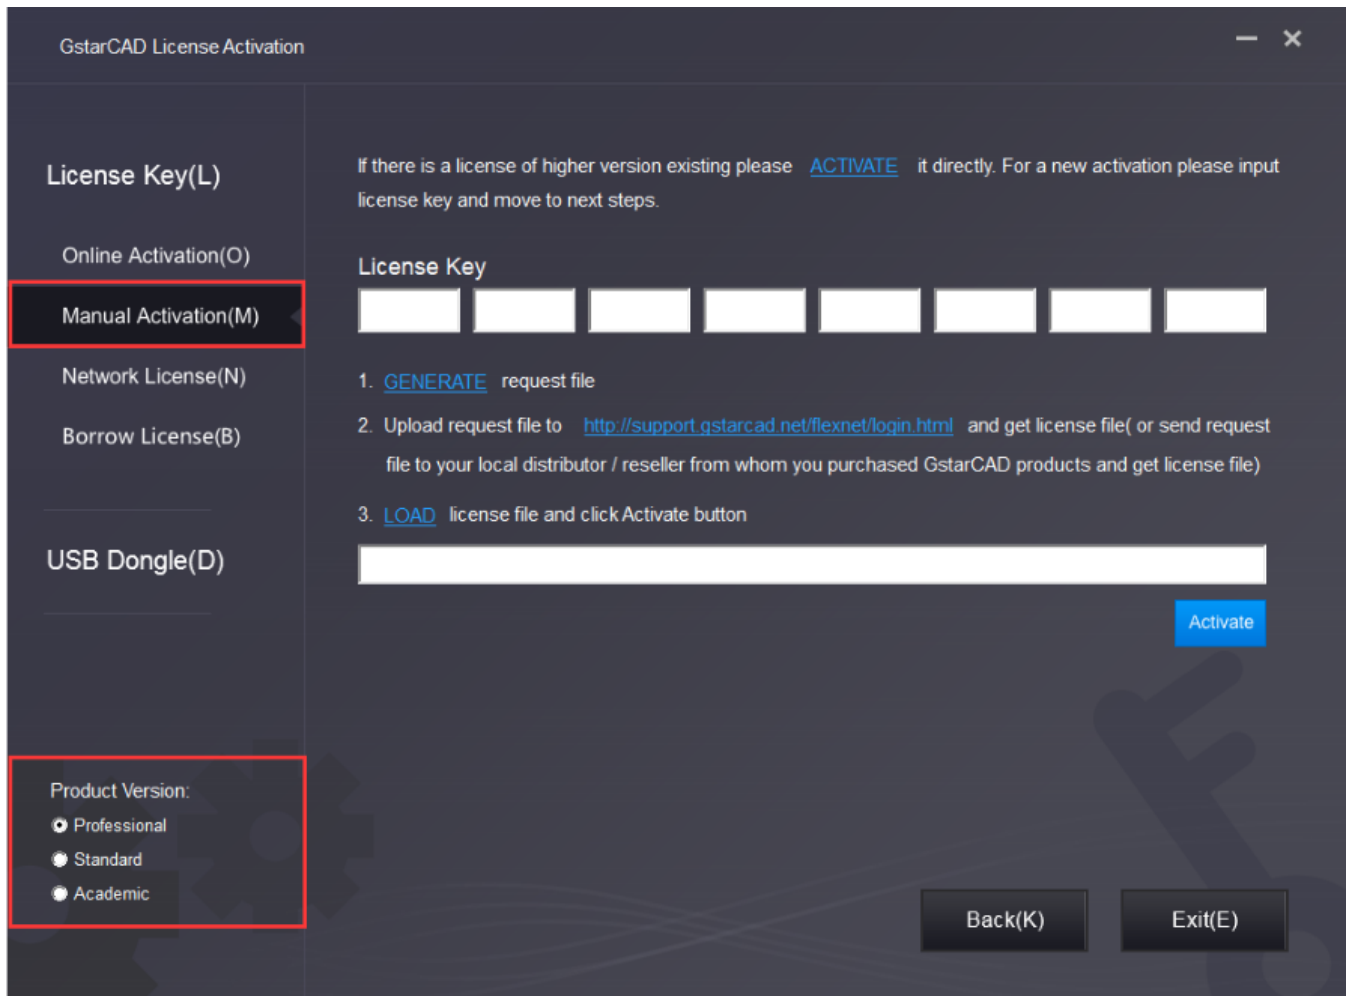 GstarCAD License Activation
License Key(L)
Online Activation(O)
Manual Activation(M)
Network License(N)
Borrow License(B)
USB Dongle(D)
Product Version:
Professional
Standard
Academic
If there is a license of higher version existing please ACTIVATE it directly. For a new activation please input
license key and move to next steps.
License Key
1. GENERATE request file
2. Upload request file to http://support.gstarcad.net/flexnet/login.html and get license file( or send request
file to your local distributor / reseller from whom you purchased GstarCAD products and get license file)
3. LOAD license file and click Activate button
Activate
Back(K)
Exit(E)